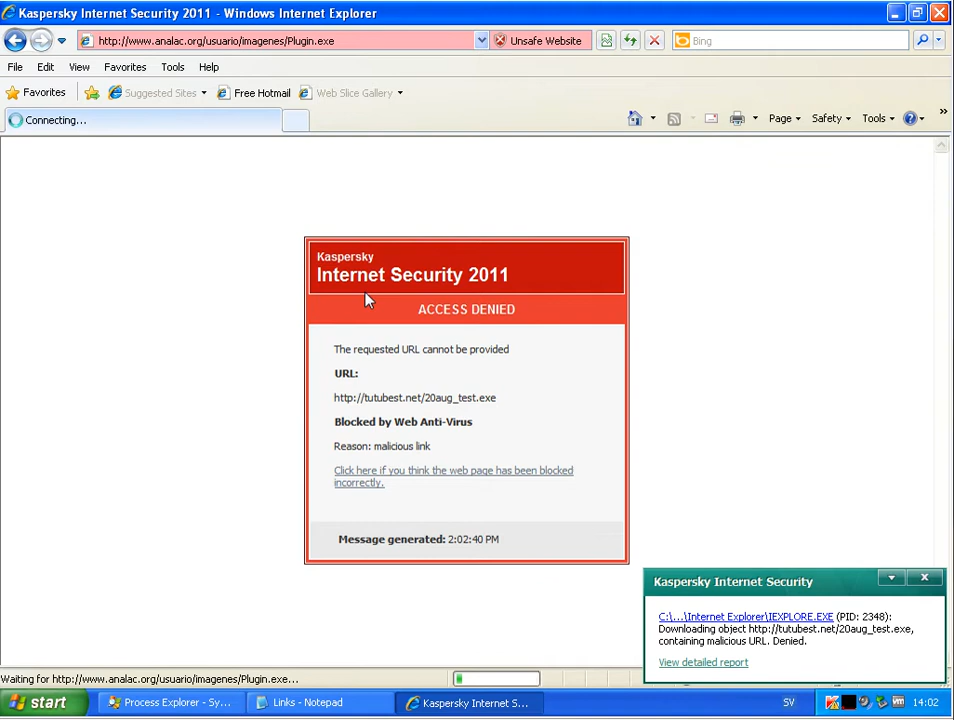 Kaspersky Internet Security 2011 - Windows Internet Explorer
http://www.analac.org/usuario/imagenes/Plugin.exe
Unsafe Website
Bing
File Edit View Favorites Tools Help
Favorites Suggested Sites Free Hotmail Web Slice Gallery
Connecting...
Page Safety Tools
Kaspersky
Internet Security 2011
ACCESS DENIED
The requested URL cannot be provided
URL:
http://tutubest.net/20aug_test.exe
Blocked by Web Anti-Virus
Reason: malicious link
Click here if you think the web page has been blocked
incorrectly.
Message generated: 2:02:40 PM
Kaspersky Internet Security
C:\...\Internet Explorer\IEXPLORE.EXE (PID: 2348):
Downloading object http://tutubest.net/20aug_test.exe,
containing malicious URL. Denied.
View detailed report
Waiting for http://www.analac.org/usuario/imagenes/Plugin.exe...
start Process Explorer - Sy... Links - Notepad Kaspersky Internet S... SV 14:02